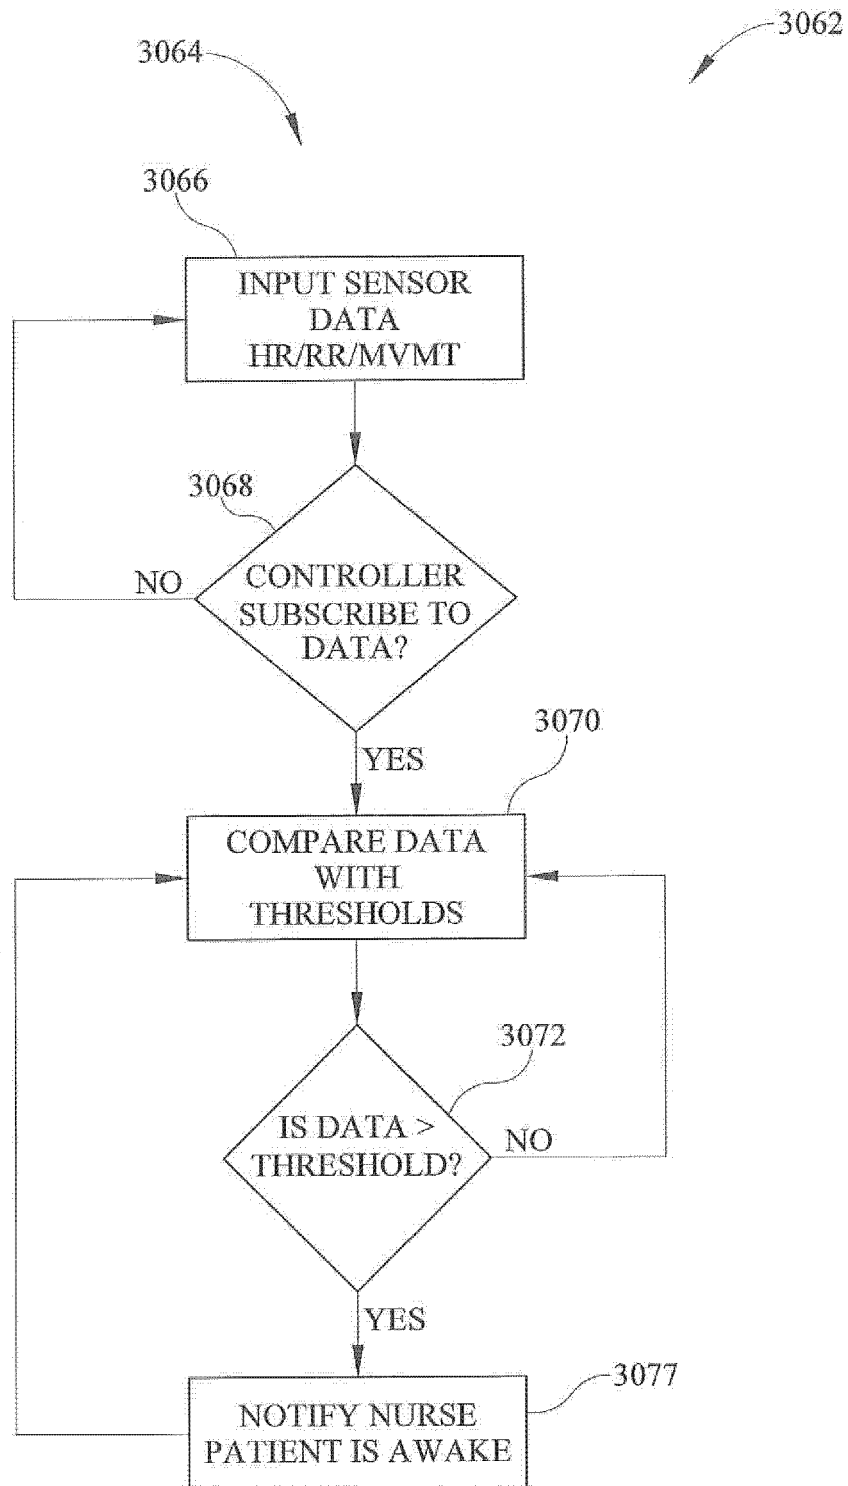 3062
3064
3066
INPUT SENSOR
DATA
HR/RR/MVMT
3068
NO
CONTROLLER
SUBSCRIBE TO
DATA?
YES
3070
COMPARE DATA
WITH
THRESHOLDS
3072
IS DATA >
THRESHOLD?
NO
YES
3077
NOTIFY NURSE
PATIENT IS AWAKE